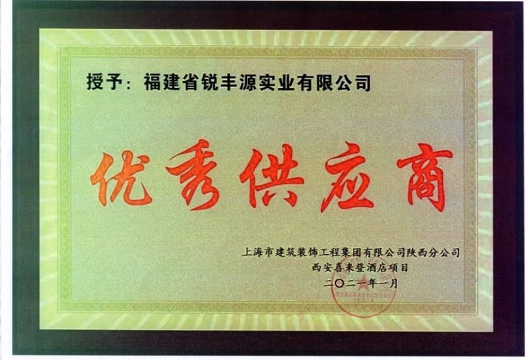 授予：福建省锐丰源实业有限公司
优秀供应商
上海市建筑装饰工程集团有限公司陕西分公司
西安喜来登酒店项目
二〇二一年一月